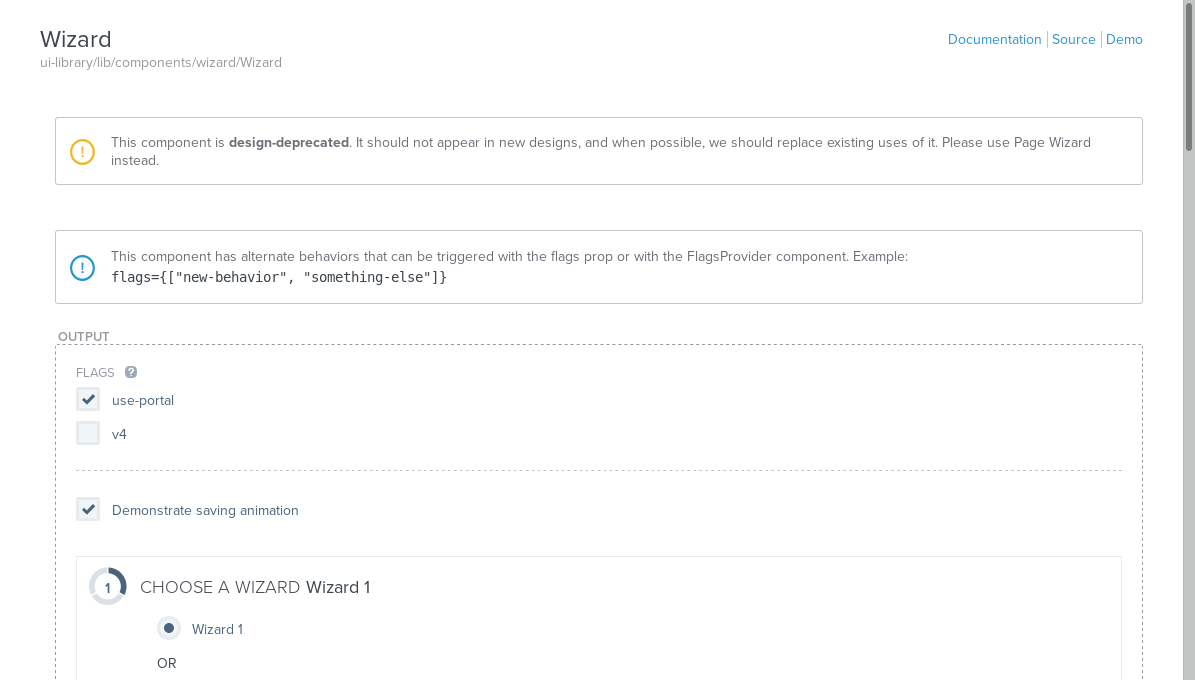 Wizard
Documentation Source Demo
ui-library/lib/components/wizard/Wizard
! This component is design-deprecated. It should not appear in new designs, and when possible, we should replace existing uses of it. Please use Page Wizard
instead.
! This component has alternate behaviors that can be triggered with the flags prop or with the FlagsProvider component. Example:
flags={["new-behavior", "something-else"]}
OUTPUT
FLAGS ?
use-portal
v4
Demonstrate saving animation
1 CHOOSE A WIZARD Wizard 1
Wizard 1
OR